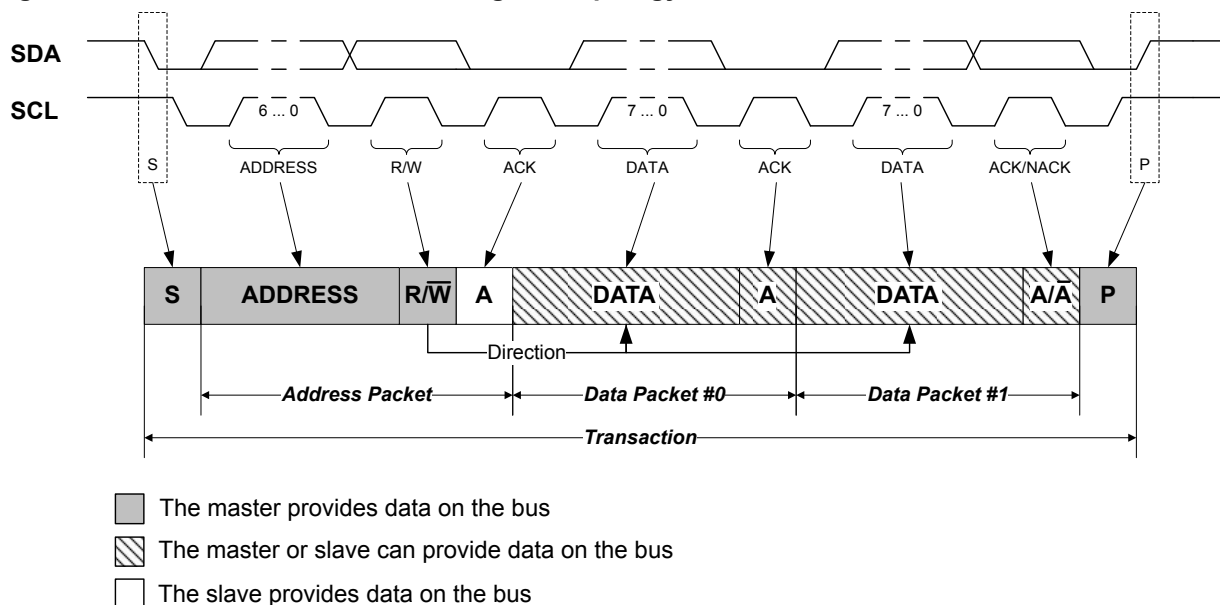 SDA
SCL
6 ... 0
7 ... 0
7 ... 0
S
ADDRESS
R/W
ACK
DATA
ACK
DATA
ACK/NACK
P
S
ADDRESS
R/W̅
A
DATA
A
DATA
A/A̅
P
Direction
Address Packet
Data Packet #0
Data Packet #1
Transaction
The master provides data on the bus
The master or slave can provide data on the bus
The slave provides data on the bus